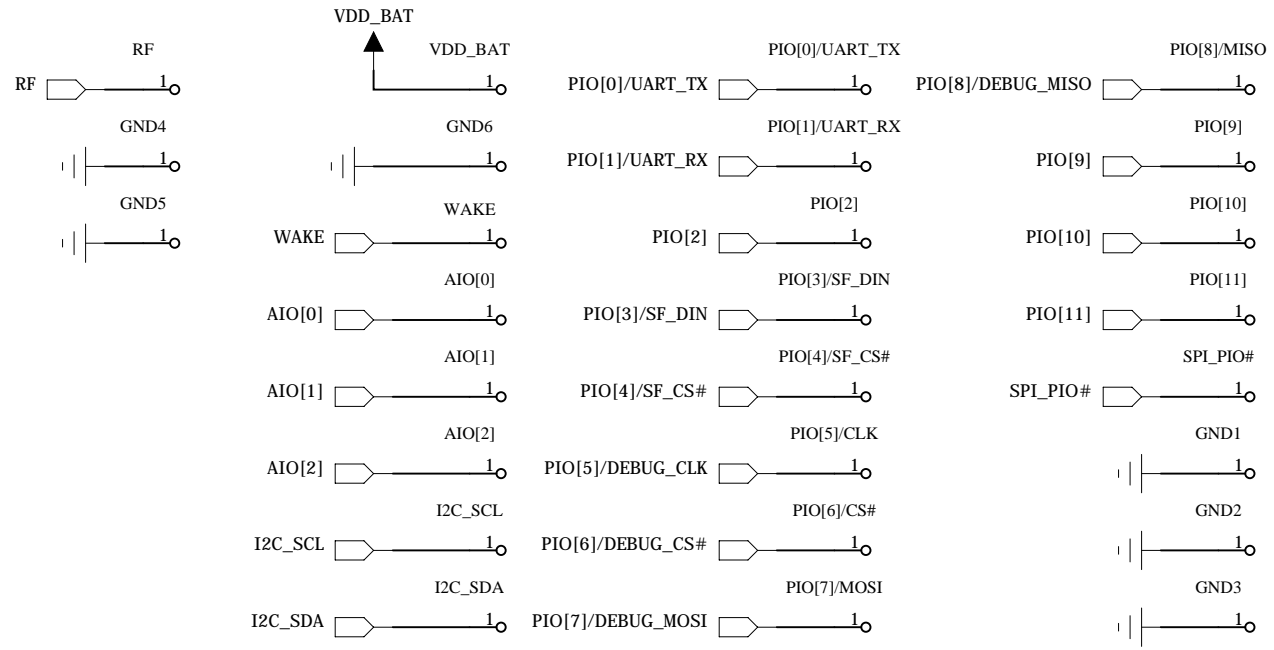 VDD_BAT
RF VDD_BAT PIO[0]/UART_TX PIO[8]/MISO
RF 1 1 PIO[0]/UART_TX 1 PIO[8]/DEBUG_MISO 1
GND4 GND6 PIO[1]/UART_RX PIO[9]
1 1 PIO[1]/UART_RX 1 PIO[9] 1
GND5 WAKE PIO[2] PIO[10]
1 WAKE 1 PIO[2] 1 PIO[10] 1
AIO[0] PIO[3]/SF_DIN PIO[11]
AIO[0] 1 PIO[3]/SF_DIN 1 PIO[11] 1
AIO[1] PIO[4]/SF_CS# SPI_PIO#
AIO[1] 1 PIO[4]/SF_CS# 1 SPI_PIO# 1
AIO[2] PIO[5]/CLK GND1
AIO[2] 1 PIO[5]/DEBUG_CLK 1 1
I2C_SCL PIO[6]/CS# GND2
I2C_SCL 1 PIO[6]/DEBUG_CS# 1 1
I2C_SDA PIO[7]/MOSI GND3
I2C_SDA 1 PIO[7]/DEBUG_MOSI 1 1